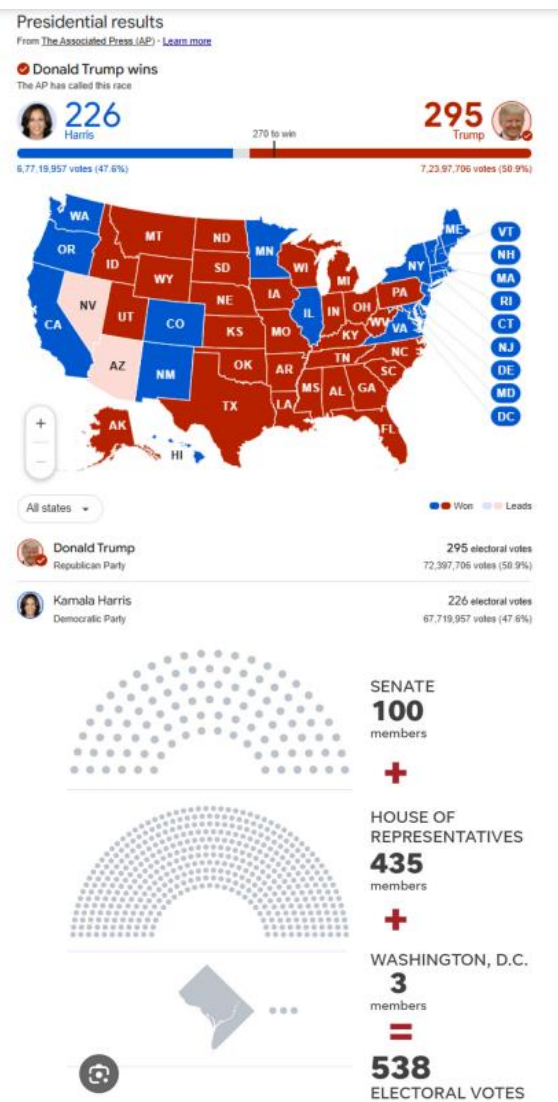 Presidential results
From The Associated Press (AP) · Learn more
Donald Trump wins
The AP has called this race
226
Harris
295
Trump
270 to win
6,77,19,957 votes (47.6%)
7,23,97,706 votes (50.9%)
WA
OR
CA
NV
ID
MT
WY
UT
AZ
CO
NM
ND
SD
NE
KS
OK
TX
MN
IA
MO
AR
LA
WI
IL
MI
IN
OH
KY
WV
TN
MS
AL
GA
FL
SC
NC
VA
PA
NY
ME
VT
NH
MA
RI
CT
NJ
DE
MD
DC
AK
HI
+
–
All states
Won
Leads
Donald Trump
295 electoral votes
Republican Party
72,397,706 votes (50.9%)
Kamala Harris
226 electoral votes
Democratic Party
67,719,957 votes (47.6%)
SENATE
100
members
+
HOUSE OF
REPRESENTATIVES
435
members
+
WASHINGTON, D.C.
3
members
=
538
ELECTORAL VOTES